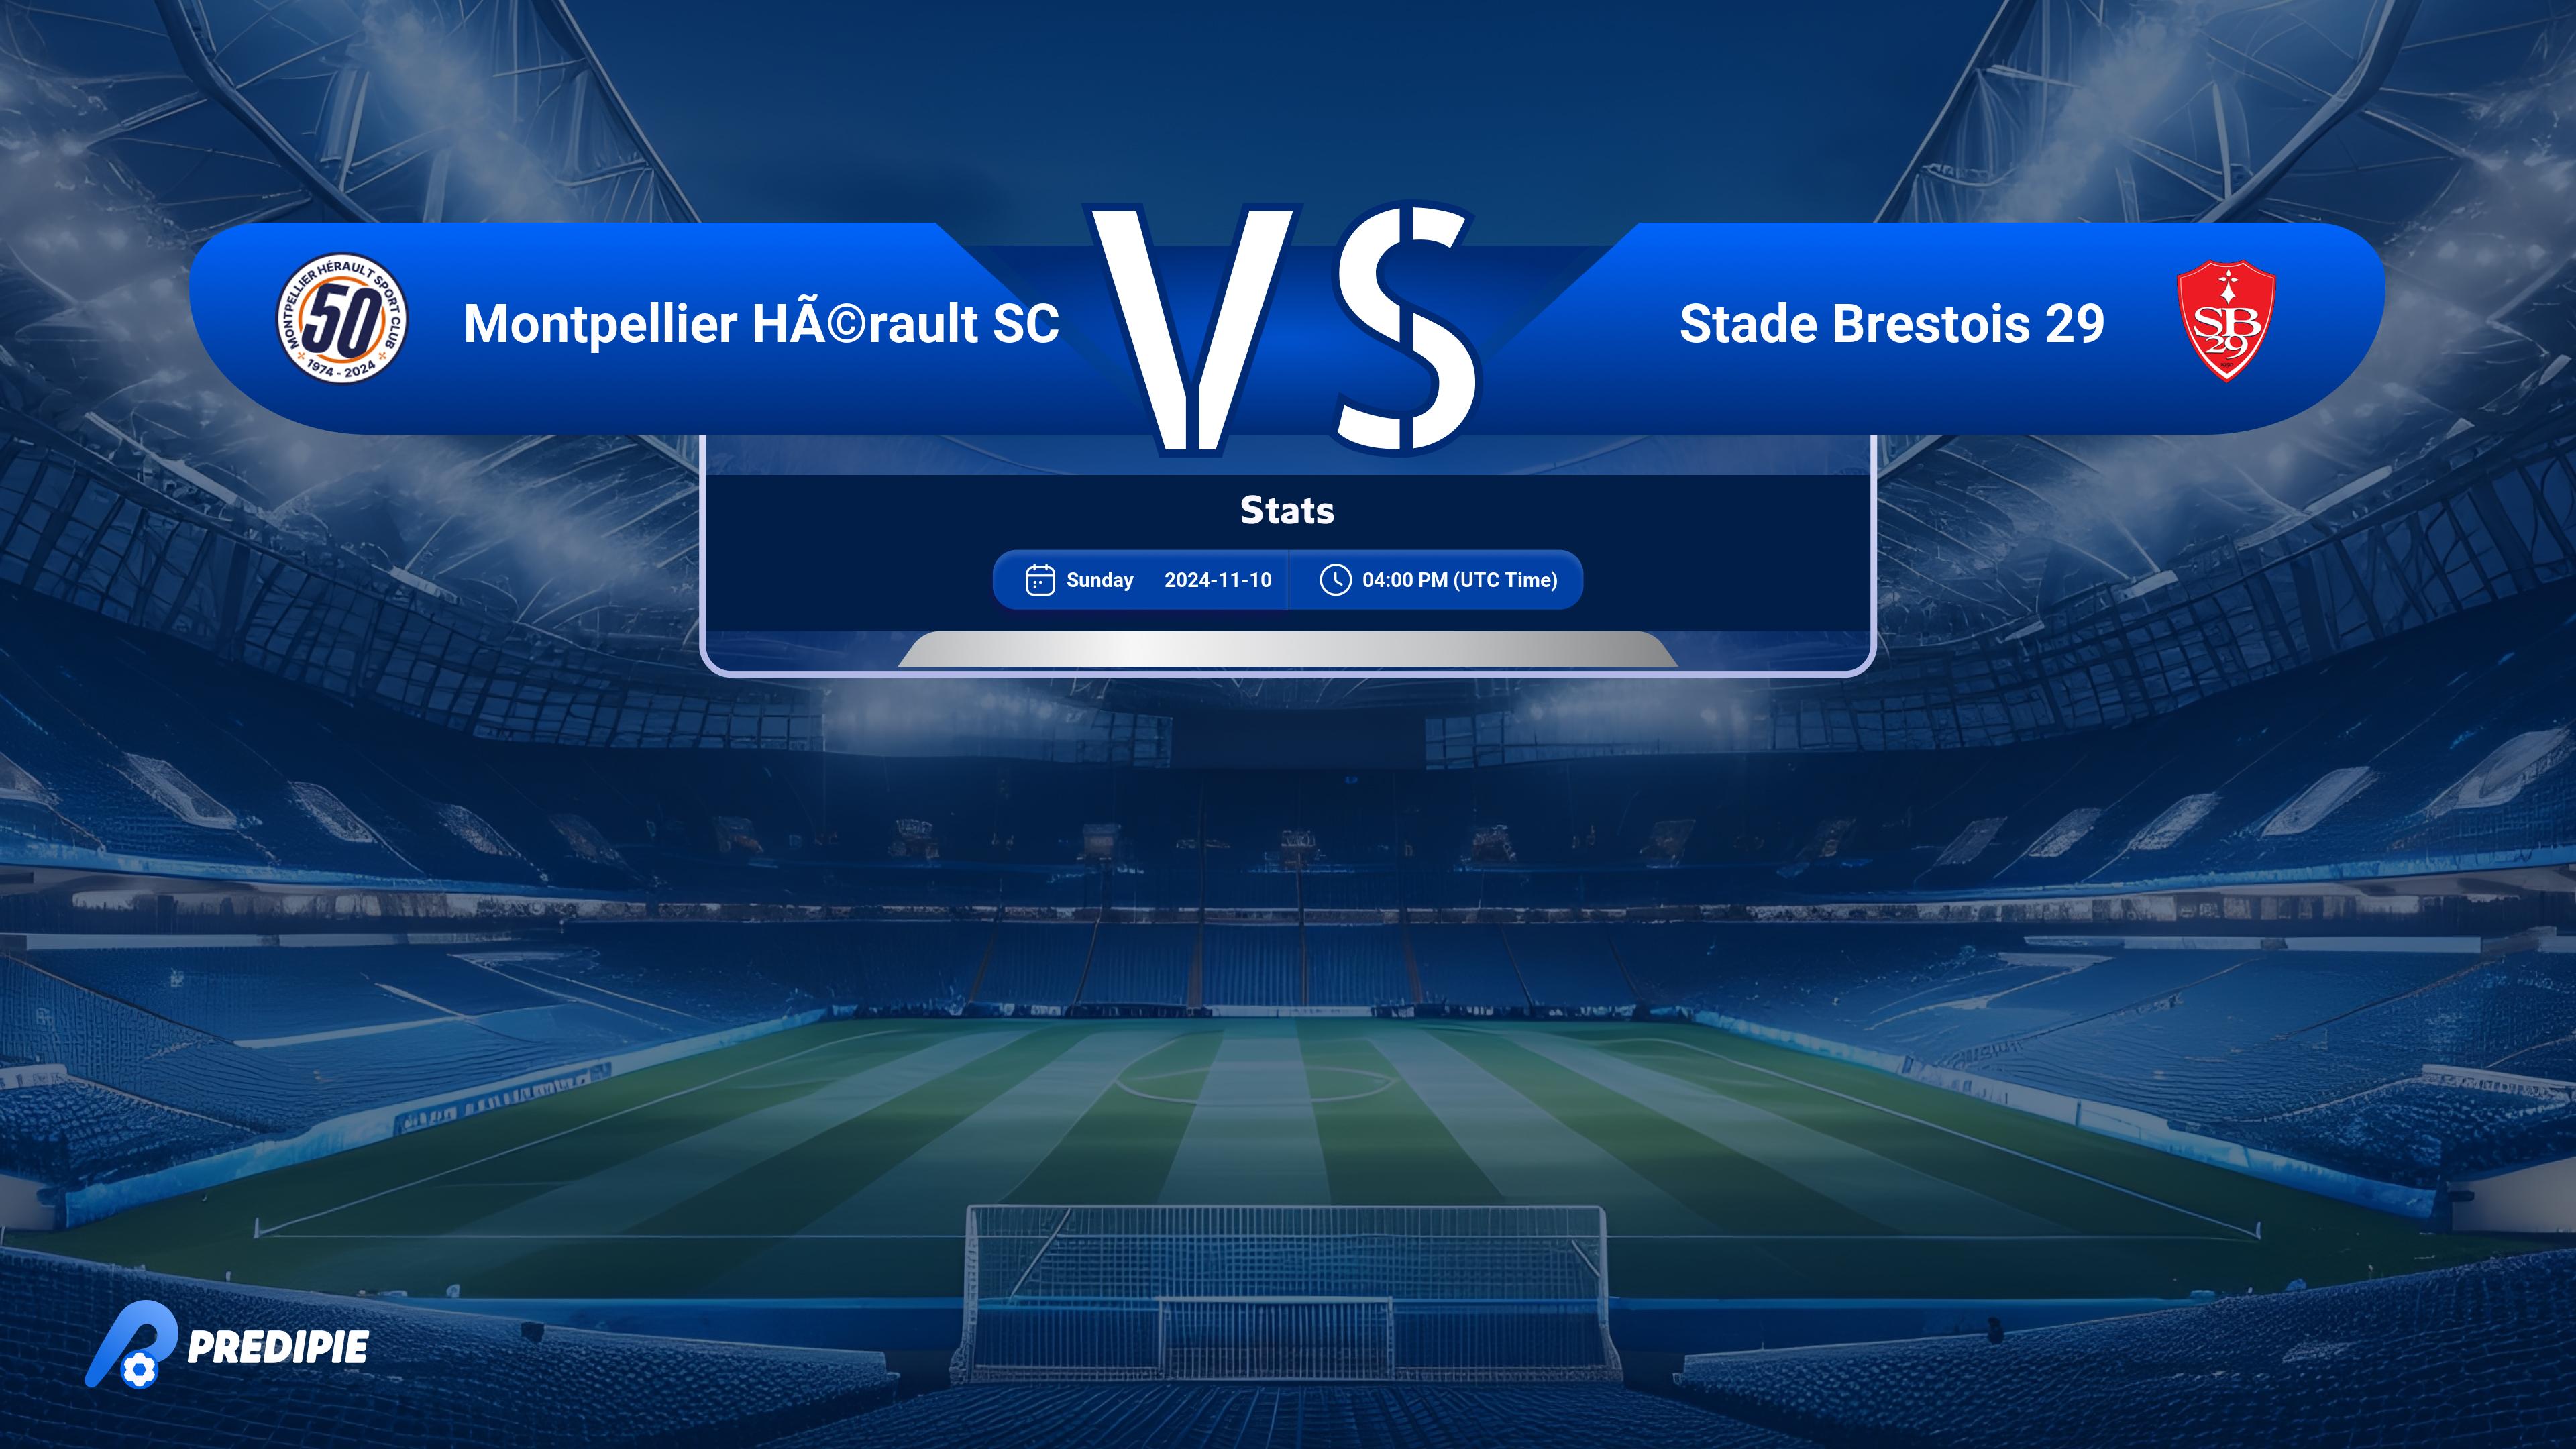 MONTPELLIER HÉRAULT SPORT CLUB
50
1974 - 2024
Montpellier HÃ©rault SC
VS
Stade Brestois 29
SB
29
Stats
Sunday 2024-11-10 04:00 PM (UTC Time)
PREDIPIE